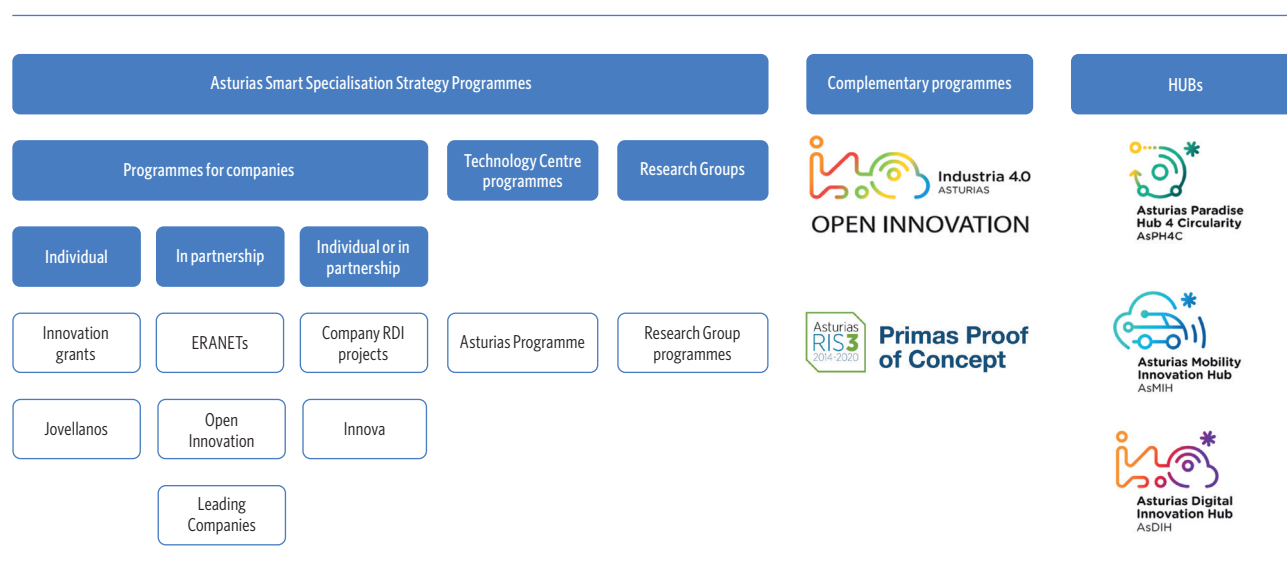 Asturias Smart Specialisation Strategy Programmes
Complementary programmes
HUBs
Programmes for companies
Technology Centre
programmes
Research Groups
Individual
In partnership
Individual or in
partnership
Innovation
grants
ERANETs
Company RDI
projects
Asturias Programme
Research Group
programmes
Jovellanos
Open
Innovation
Innova
Leading
Companies
Industria 4.0
ASTURIAS
OPEN INNOVATION
Asturias
RIS3
2014-2020
Primas Proof
of Concept
Asturias Paradise
Hub 4 Circularity
AsPH4C
Asturias Mobility
Innovation Hub
AsMIH
Asturias Digital
Innovation Hub
AsDIH